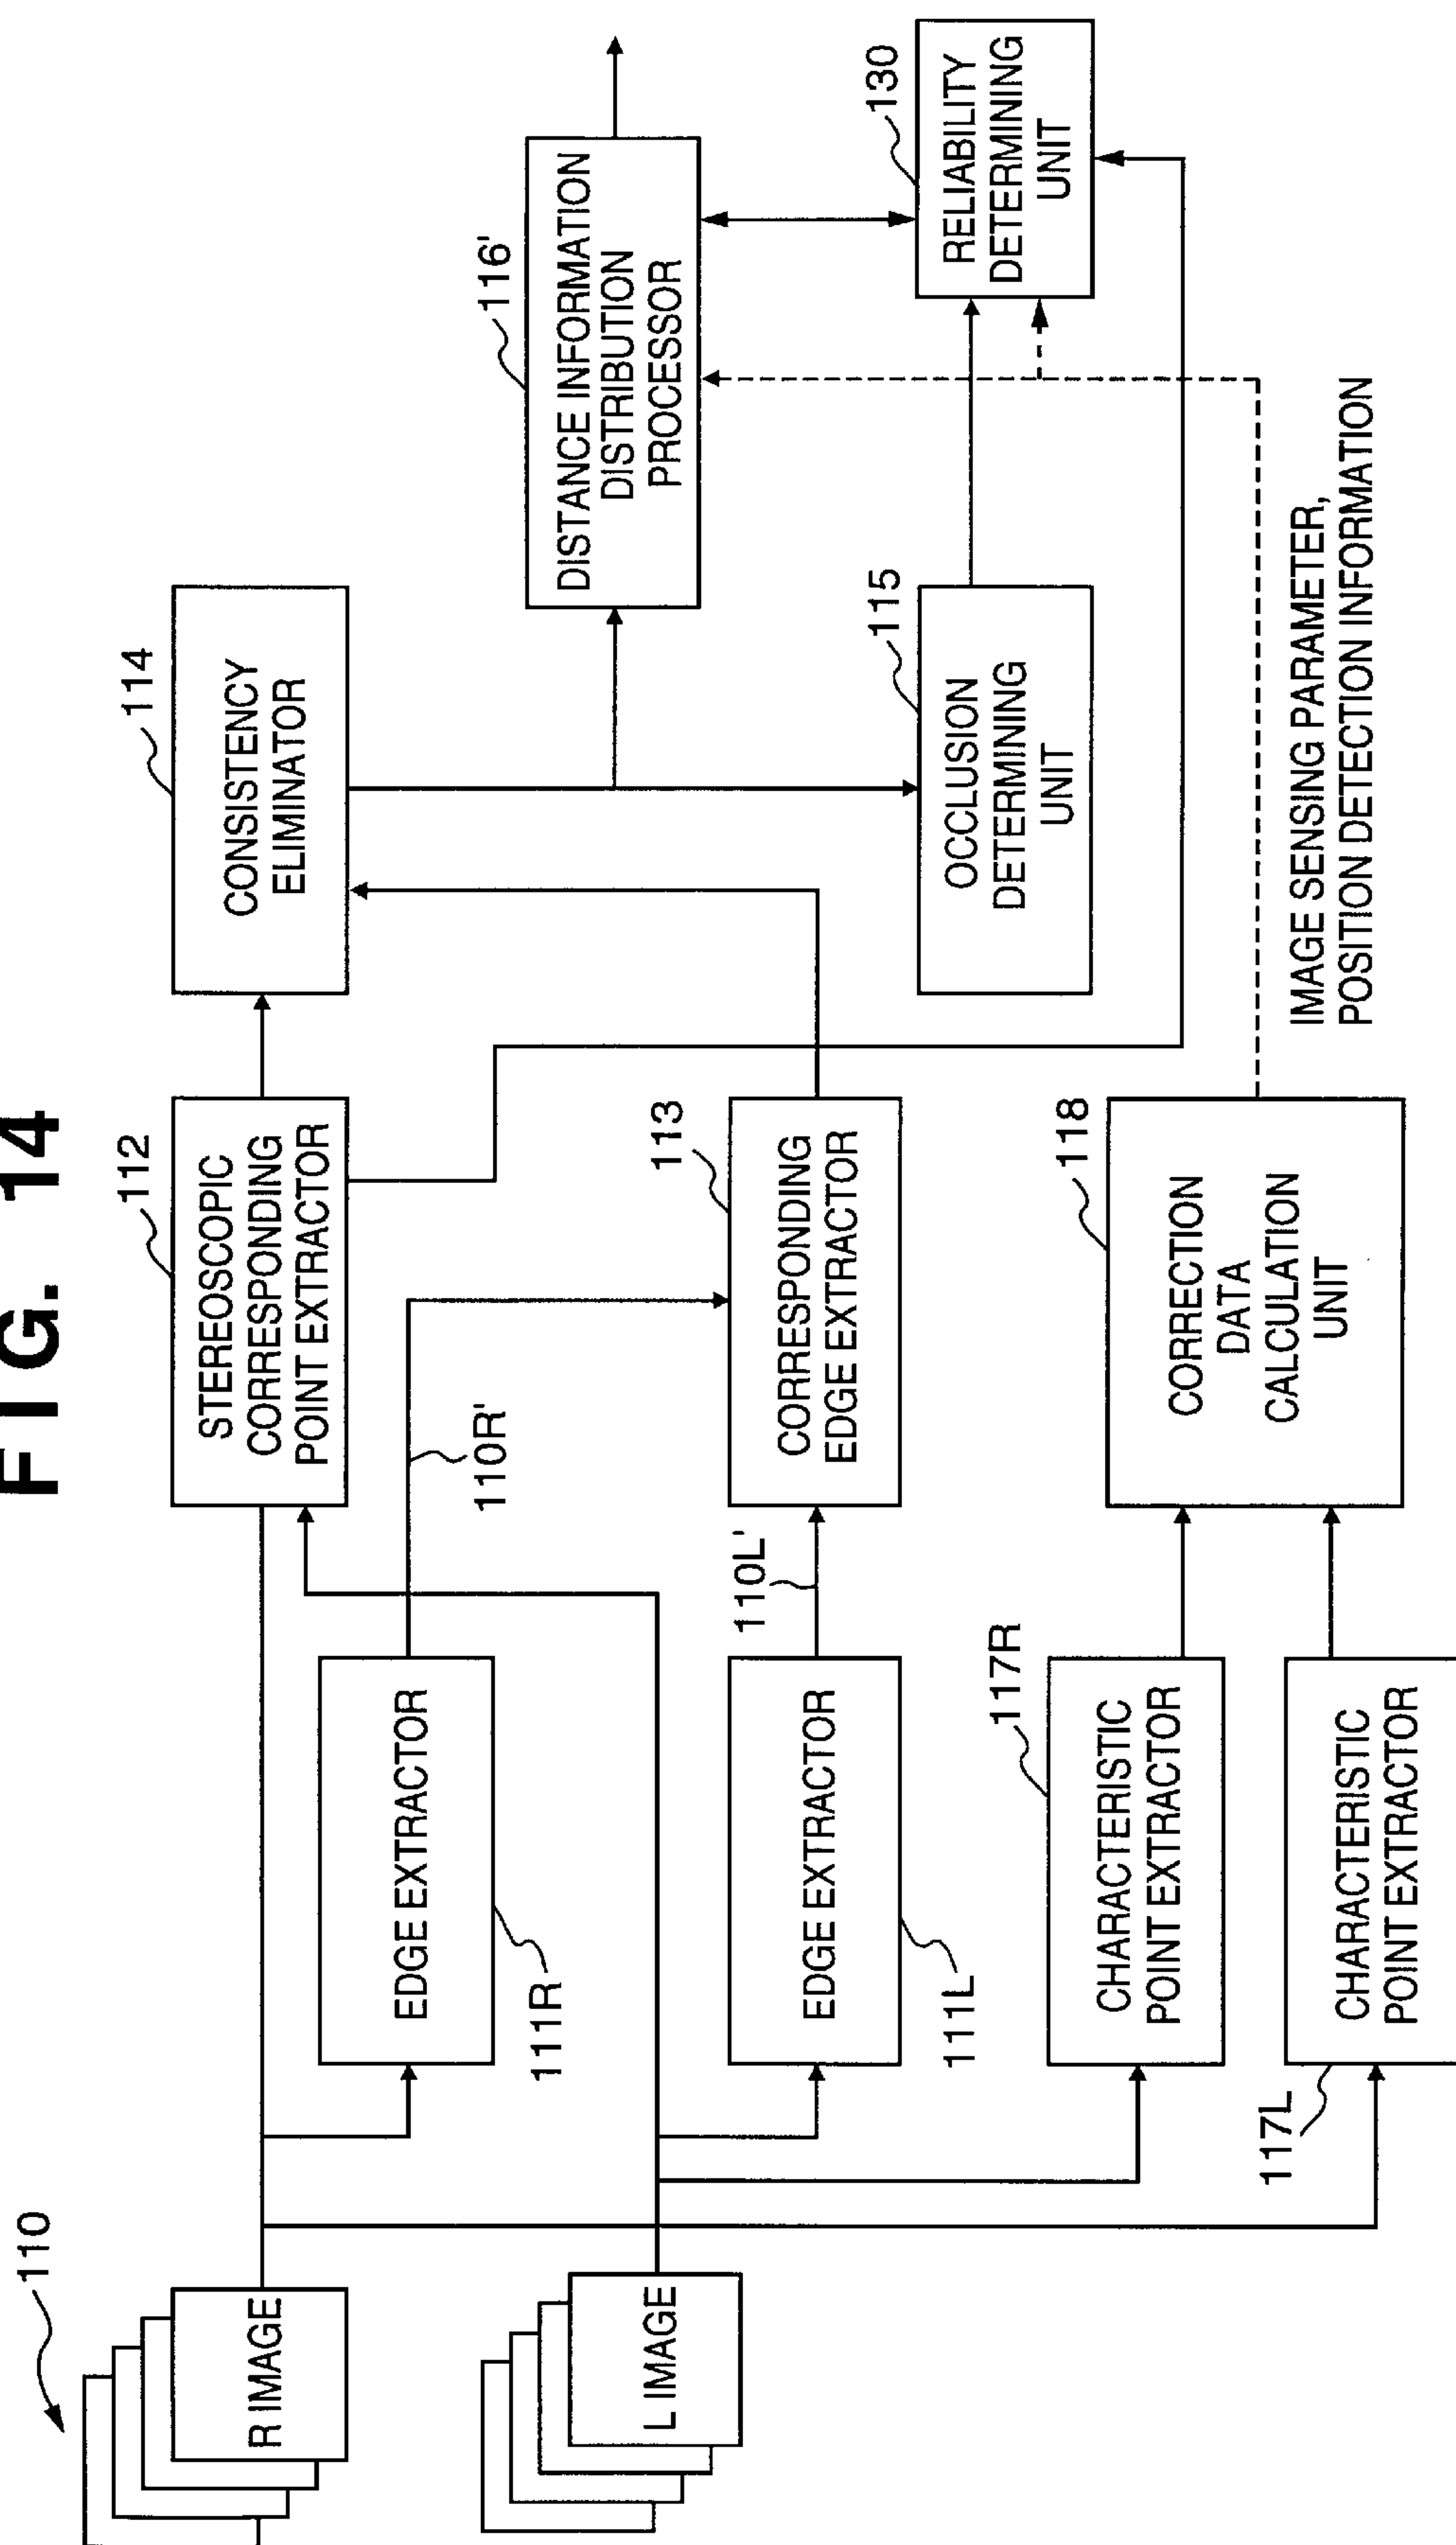 FIG. 14
110
R IMAGE
L IMAGE
EDGE EXTRACTOR
111R
110R'
EDGE EXTRACTOR
111L
110L'
117R
CHARACTERISTIC
POINT EXTRACTOR
117L
CHARACTERISTIC
POINT EXTRACTOR
112
STEREOSCOPIC
CORRESPONDING
POINT EXTRACTOR
113
CORRESPONDING
EDGE EXTRACTOR
118
CORRECTION
DATA
CALCULATION
UNIT
114
CONSISTENCY
ELIMINATOR
115
OCCLUSION
DETERMINING
UNIT
IMAGE SENSING PARAMETER,
POSITION DETECTION INFORMATION
116'
DISTANCE INFORMATION
DISTRIBUTION
PROCESSOR
130
RELIABILITY
DETERMINING
UNIT